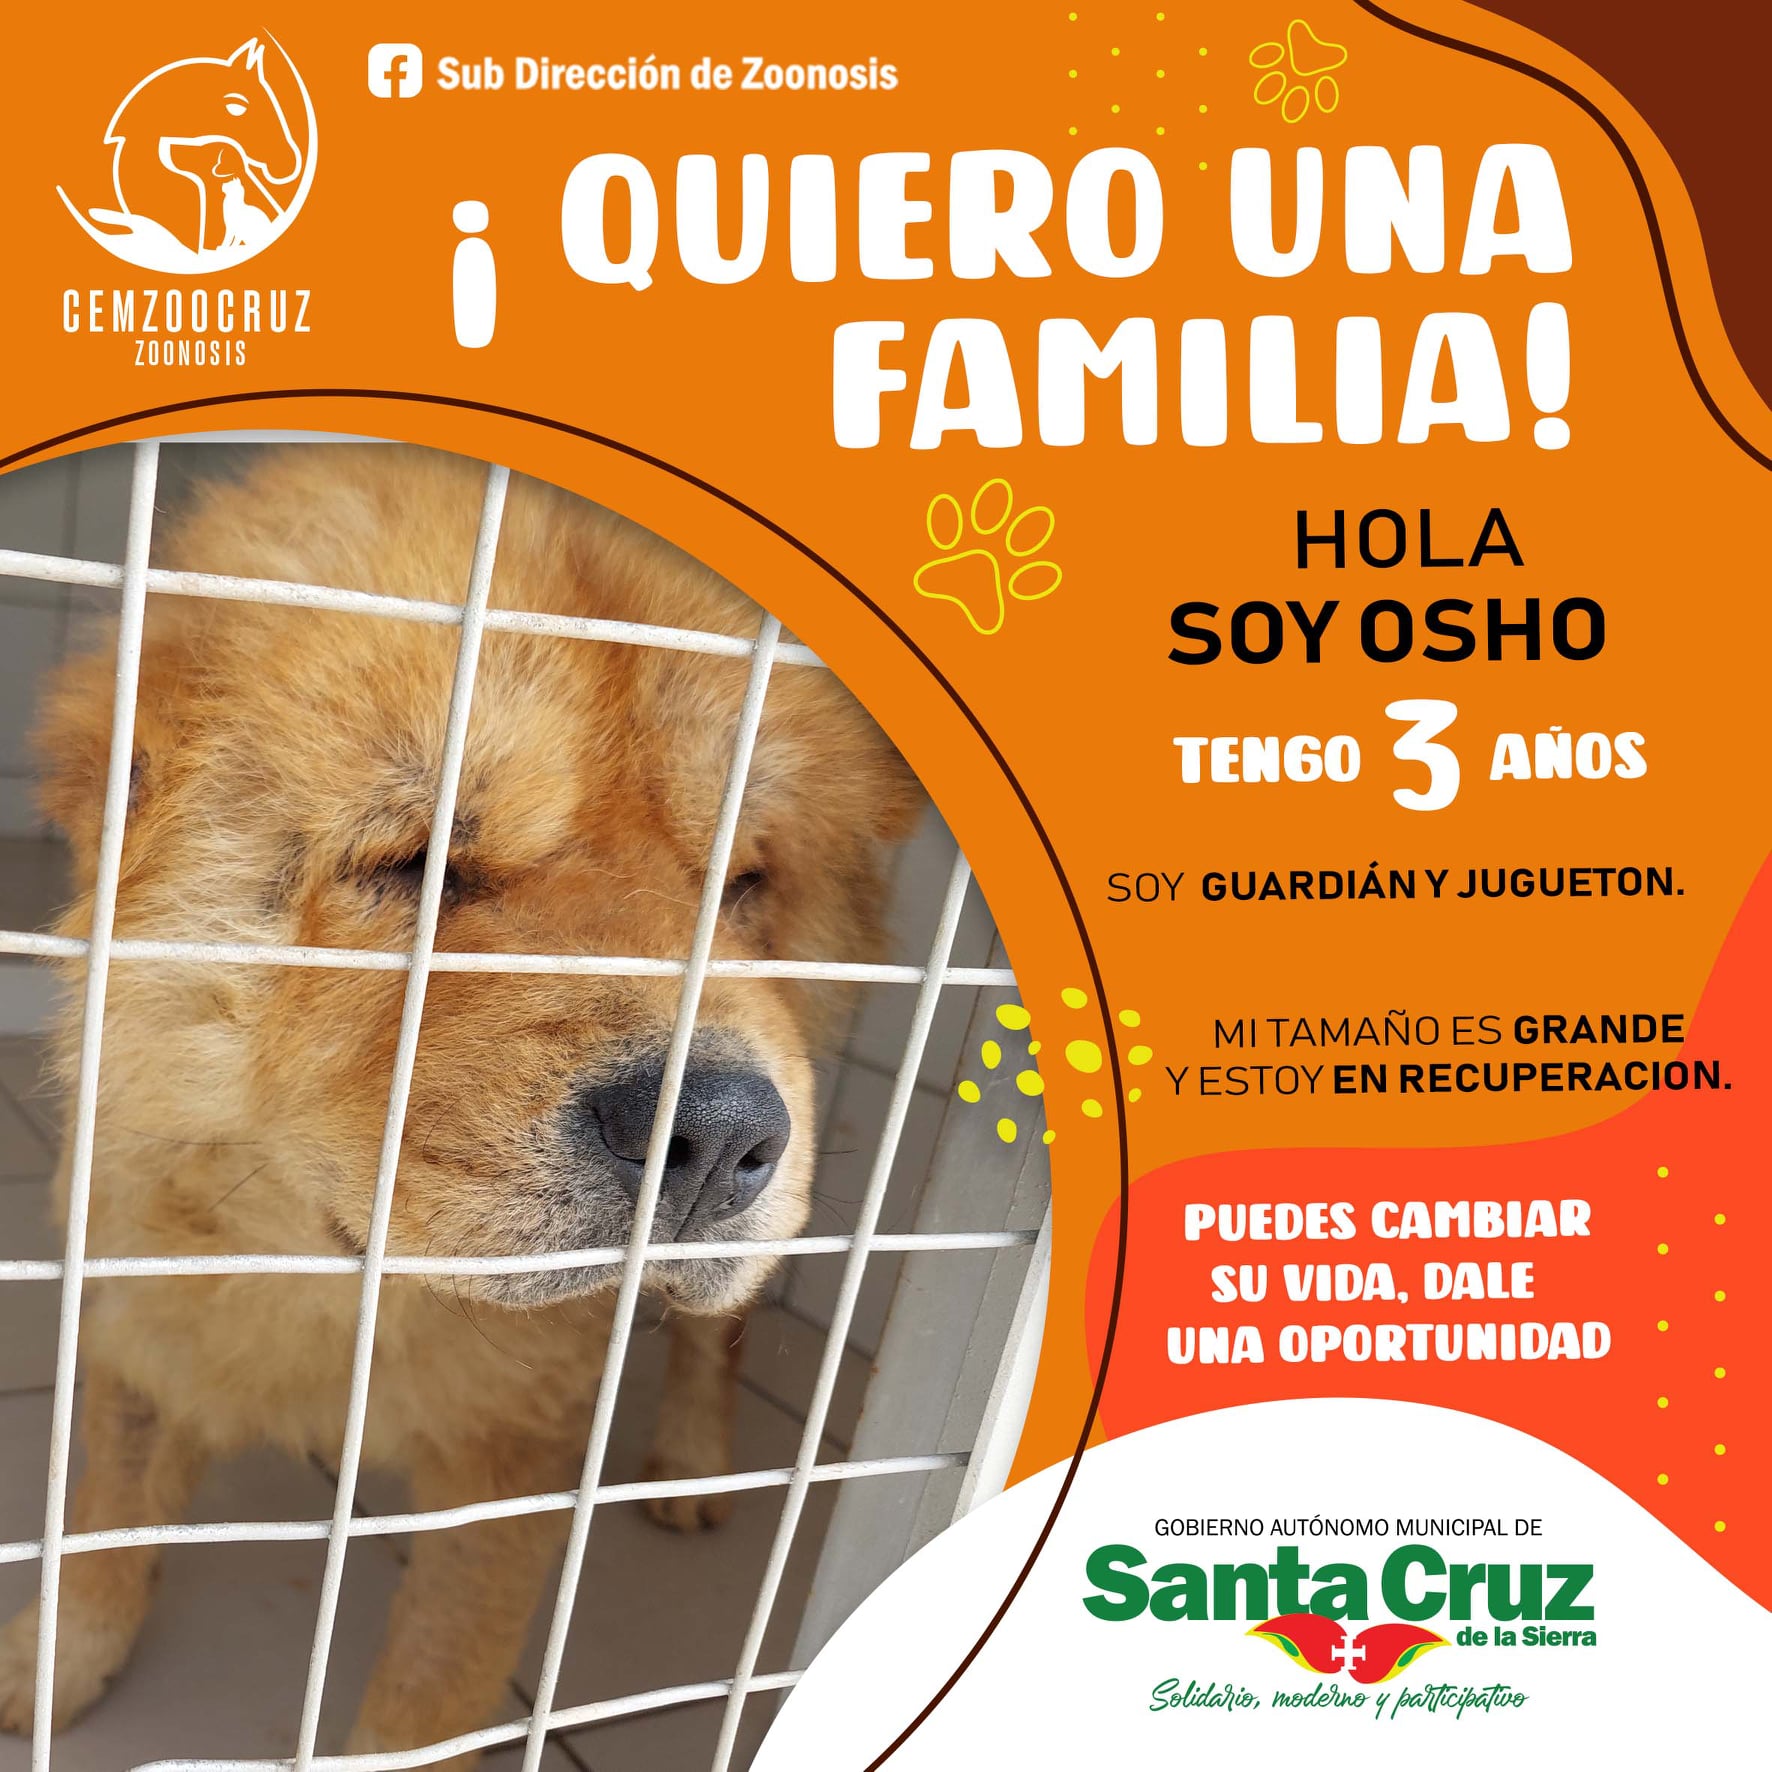 Sub Dirección de Zoonosis
CEMZOOCRUZ
ZOONOSIS
¡QUIERO UNA
FAMILIA!
HOLA
SOY OSHO
TENGO 3 AÑOS
SOY GUARDIÁN Y JUGUETON.
MI TAMAÑO ES GRANDE
Y ESTOY EN RECUPERACION.
PUEDES CAMBIAR
SU VIDA, DALE
UNA OPORTUNIDAD
GOBIERNO AUTÓNOMO MUNICIPAL DE
Santa Cruz
de la Sierra
Solidario, moderno y participativo